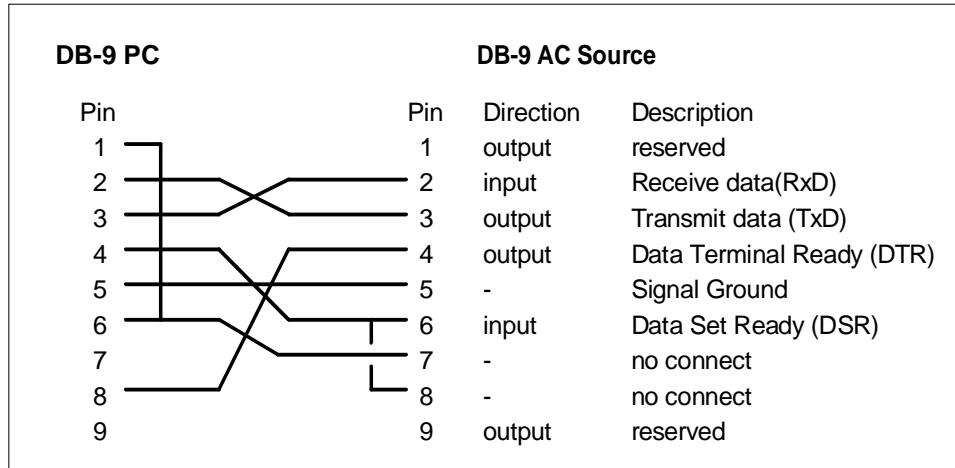 DB-9 PC DB-9 AC Source
Pin Pin Direction Description
1 1 output reserved
2 2 input Receive data(RxD)
3 3 output Transmit data (TxD)
4 4 output Data Terminal Ready (DTR)
5 5 - Signal Ground
6 6 input Data Set Ready (DSR)
7 7 - no connect
8 8 - no connect
9 9 output reserved